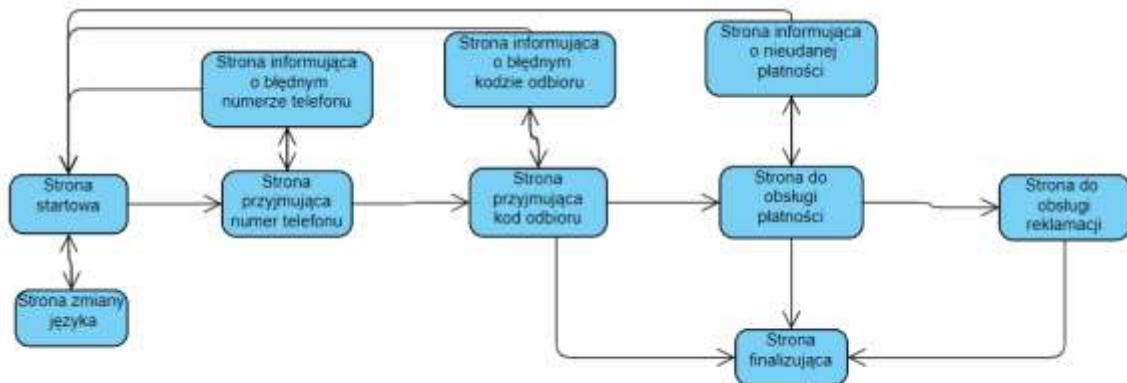 Strona informująca
o błędnym
numerze telefonu
Strona informująca
o błędnym
kodzie odbioru
Strona informująca
o nieudanej
płatności
Strona
startowa
Strona
przyjmująca
numer telefonu
Strona
przyjmująca
kod odbioru
Strona do
obsługi
płatności
Strona do
obsługi
reklamacji
Strona zmiany
języka
Strona
finalizująca